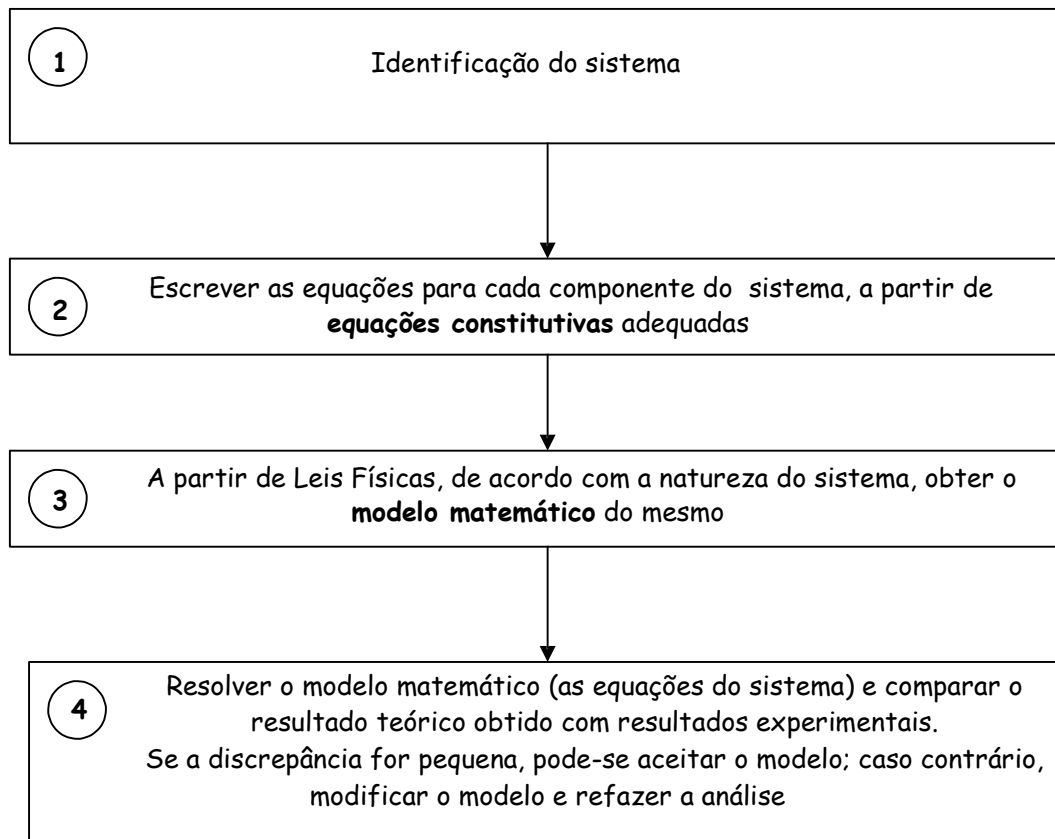 1
Identificação do sistema
2
Escrever as equações para cada componente do sistema, a partir de
equações constitutivas adequadas
3
A partir de Leis Físicas, de acordo com a natureza do sistema, obter o
modelo matemático do mesmo
4
Resolver o modelo matemático (as equações do sistema) e comparar o
resultado teórico obtido com resultados experimentais.
Se a discrepância for pequena, pode-se aceitar o modelo; caso contrário,
modificar o modelo e refazer a análise